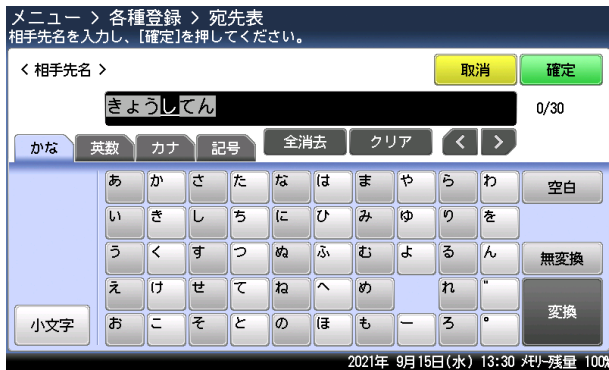 メニュー > 各種登録 > 宛先表
相手先名を入力し、[確定]を押してください。
< 相手先名 >
取消
確定
きょうしてん
0/30
かな 英数 カナ 記号 全消去 クリア < >
あ か さ た な は ま や ら わ 空白
い き し ち に ひ み ゆ り を
う く す つ ぬ ふ む よ る ん 無変換
え け せ て ね へ め れ ゛
小文字 お こ そ と の ほ も ー ろ ゜ 変換
2021年 9月15日(水) 13:30 メモリー残量 100%